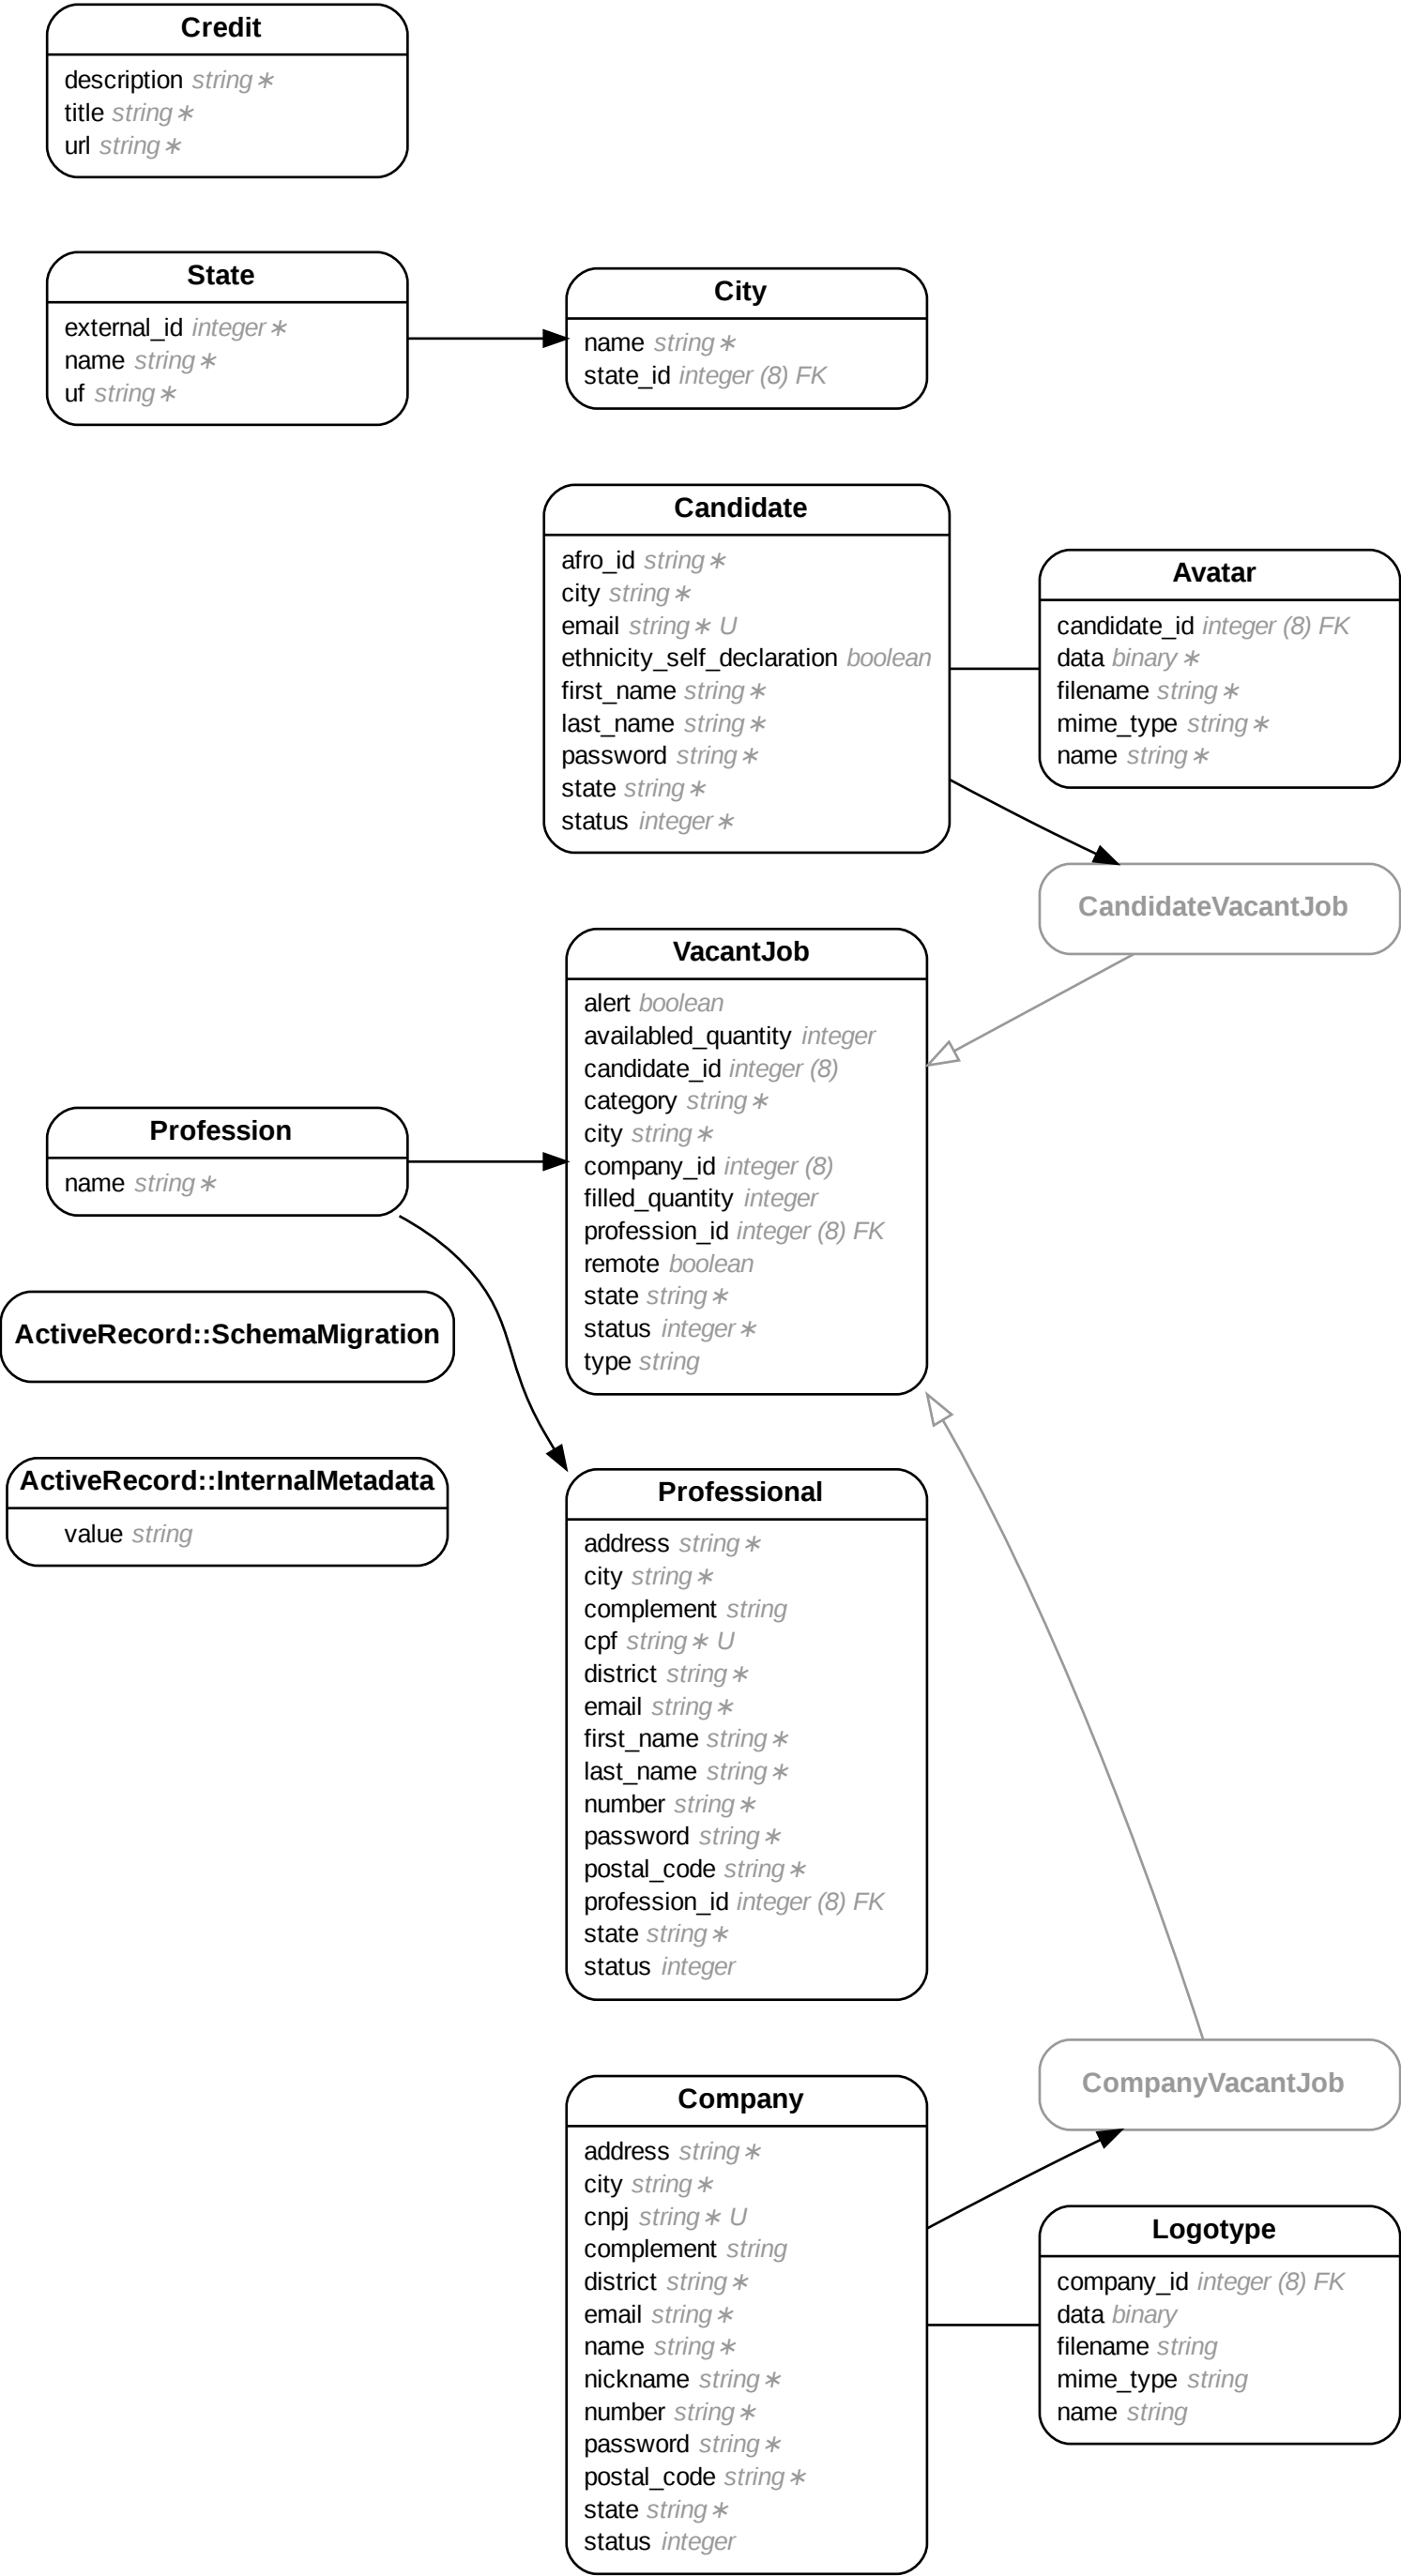 Credit
description string ∗
title string ∗
url string ∗
State
external_id integer ∗
name string ∗
uf string ∗
City
name string ∗
state_id integer (8) FK
Candidate
afro_id string ∗
city string ∗
email string ∗ U
ethnicity_self_declaration boolean
first_name string ∗
last_name string ∗
password string ∗
state string ∗
status integer ∗
Avatar
candidate_id integer (8) FK
data binary ∗
filename string ∗
mime_type string ∗
name string ∗
CandidateVacantJob
VacantJob
alert boolean
availabled_quantity integer
candidate_id integer (8)
category string ∗
city string ∗
company_id integer (8)
filled_quantity integer
profession_id integer (8) FK
remote boolean
state string ∗
status integer ∗
type string
Profession
name string ∗
ActiveRecord::SchemaMigration
ActiveRecord::InternalMetadata
value string
Professional
address string ∗
city string ∗
complement string
cpf string ∗ U
district string ∗
email string ∗
first_name string ∗
last_name string ∗
number string ∗
password string ∗
postal_code string ∗
profession_id integer (8) FK
state string ∗
status integer
CompanyVacantJob
Company
address string ∗
city string ∗
cnpj string ∗ U
complement string
district string ∗
email string ∗
name string ∗
nickname string ∗
number string ∗
password string ∗
postal_code string ∗
state string ∗
status integer
Logotype
company_id integer (8) FK
data binary
filename string
mime_type string
name string